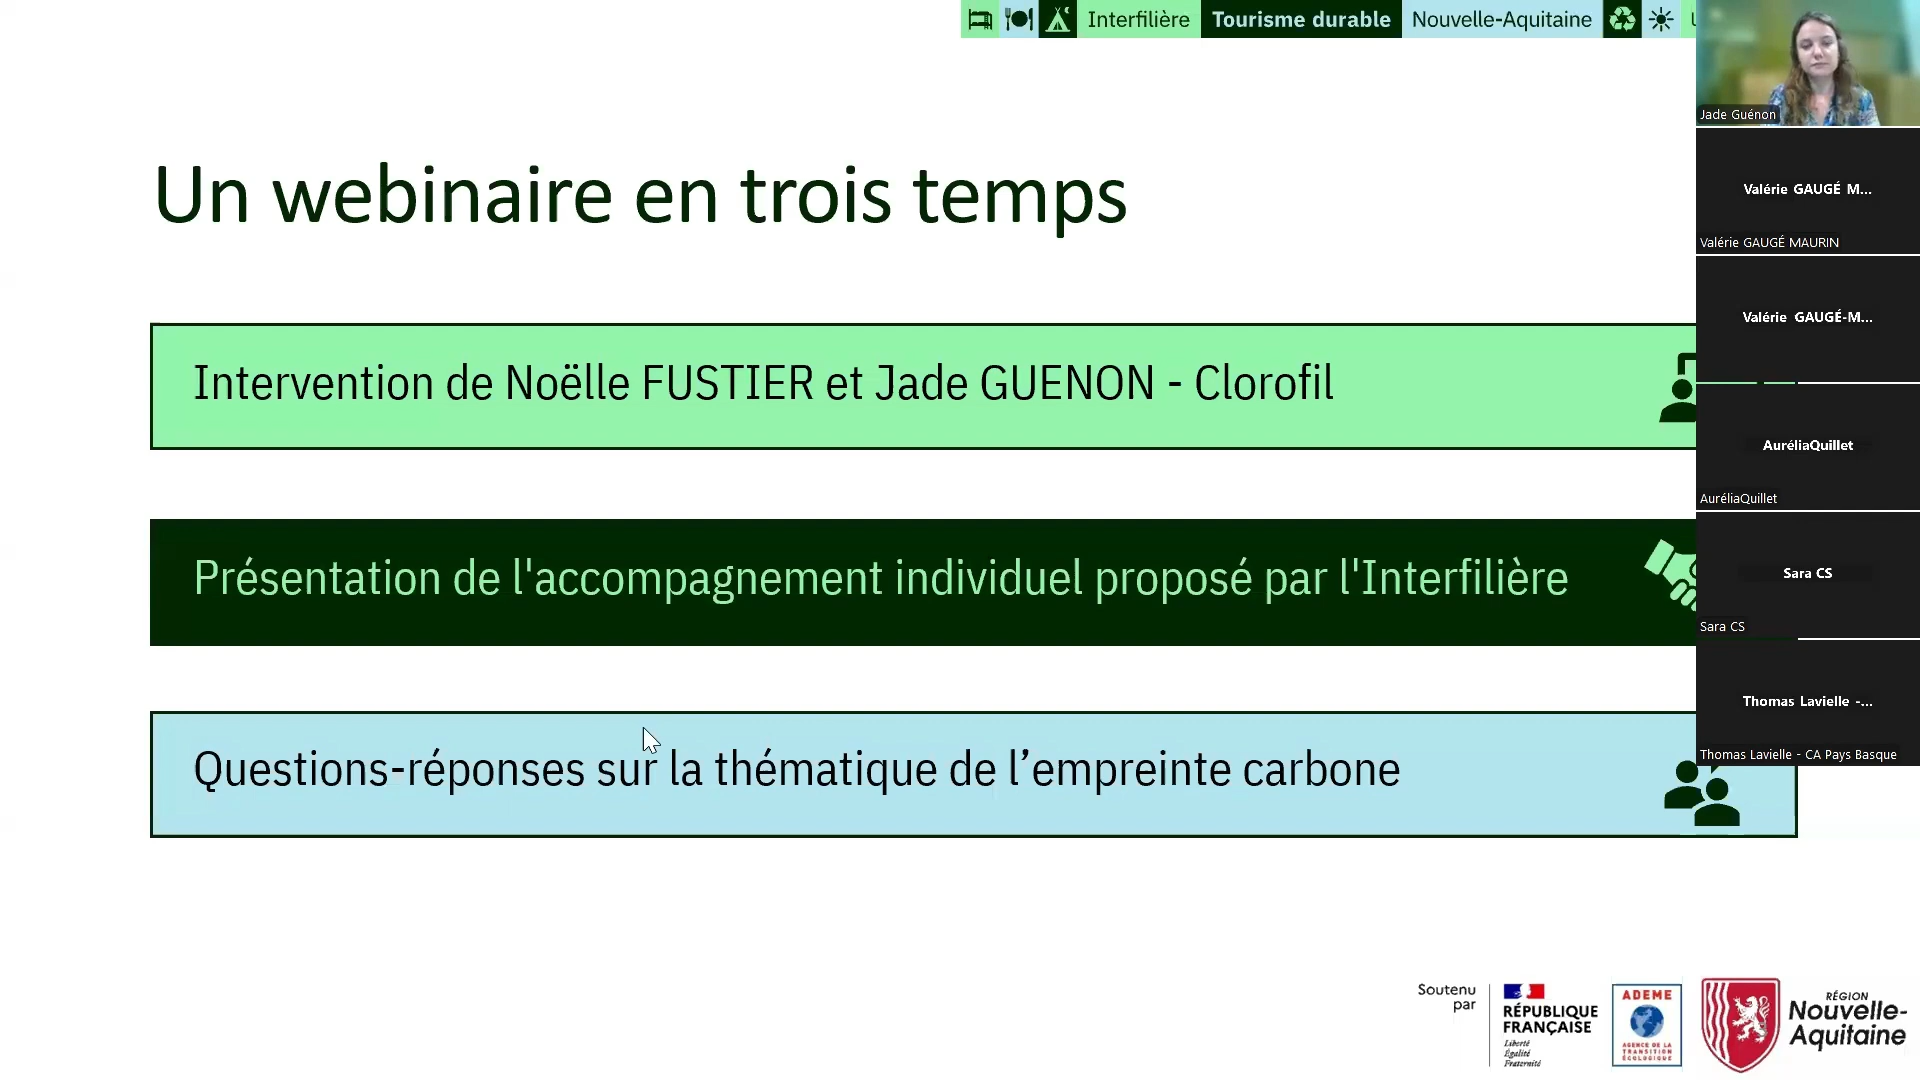 Interfilière Tourisme durable Nouvelle-Aquitaine
Jade Guénon
Un webinaire en trois temps
Valérie GAUGÉ M...
Valérie GAUGÉ MAURIN
Valérie GAUGÉ-M...
Intervention de Noëlle FUSTIER et Jade GUENON - Clorofil
AuréliaQuillet
AuréliaQuillet
Présentation de l'accompagnement individuel proposé par l'Interfilière
Sara CS
Sara CS
Thomas Lavielle -...
Thomas Lavielle - CA Pays Basque
Questions-réponses sur la thématique de l’empreinte carbone
Soutenu
par
RÉPUBLIQUE
FRANÇAISE
Liberté
Égalité
Fraternité
ADEME
AGENCE DE LA
TRANSITION
ÉCOLOGIQUE
RÉGION
Nouvelle-
Aquitaine